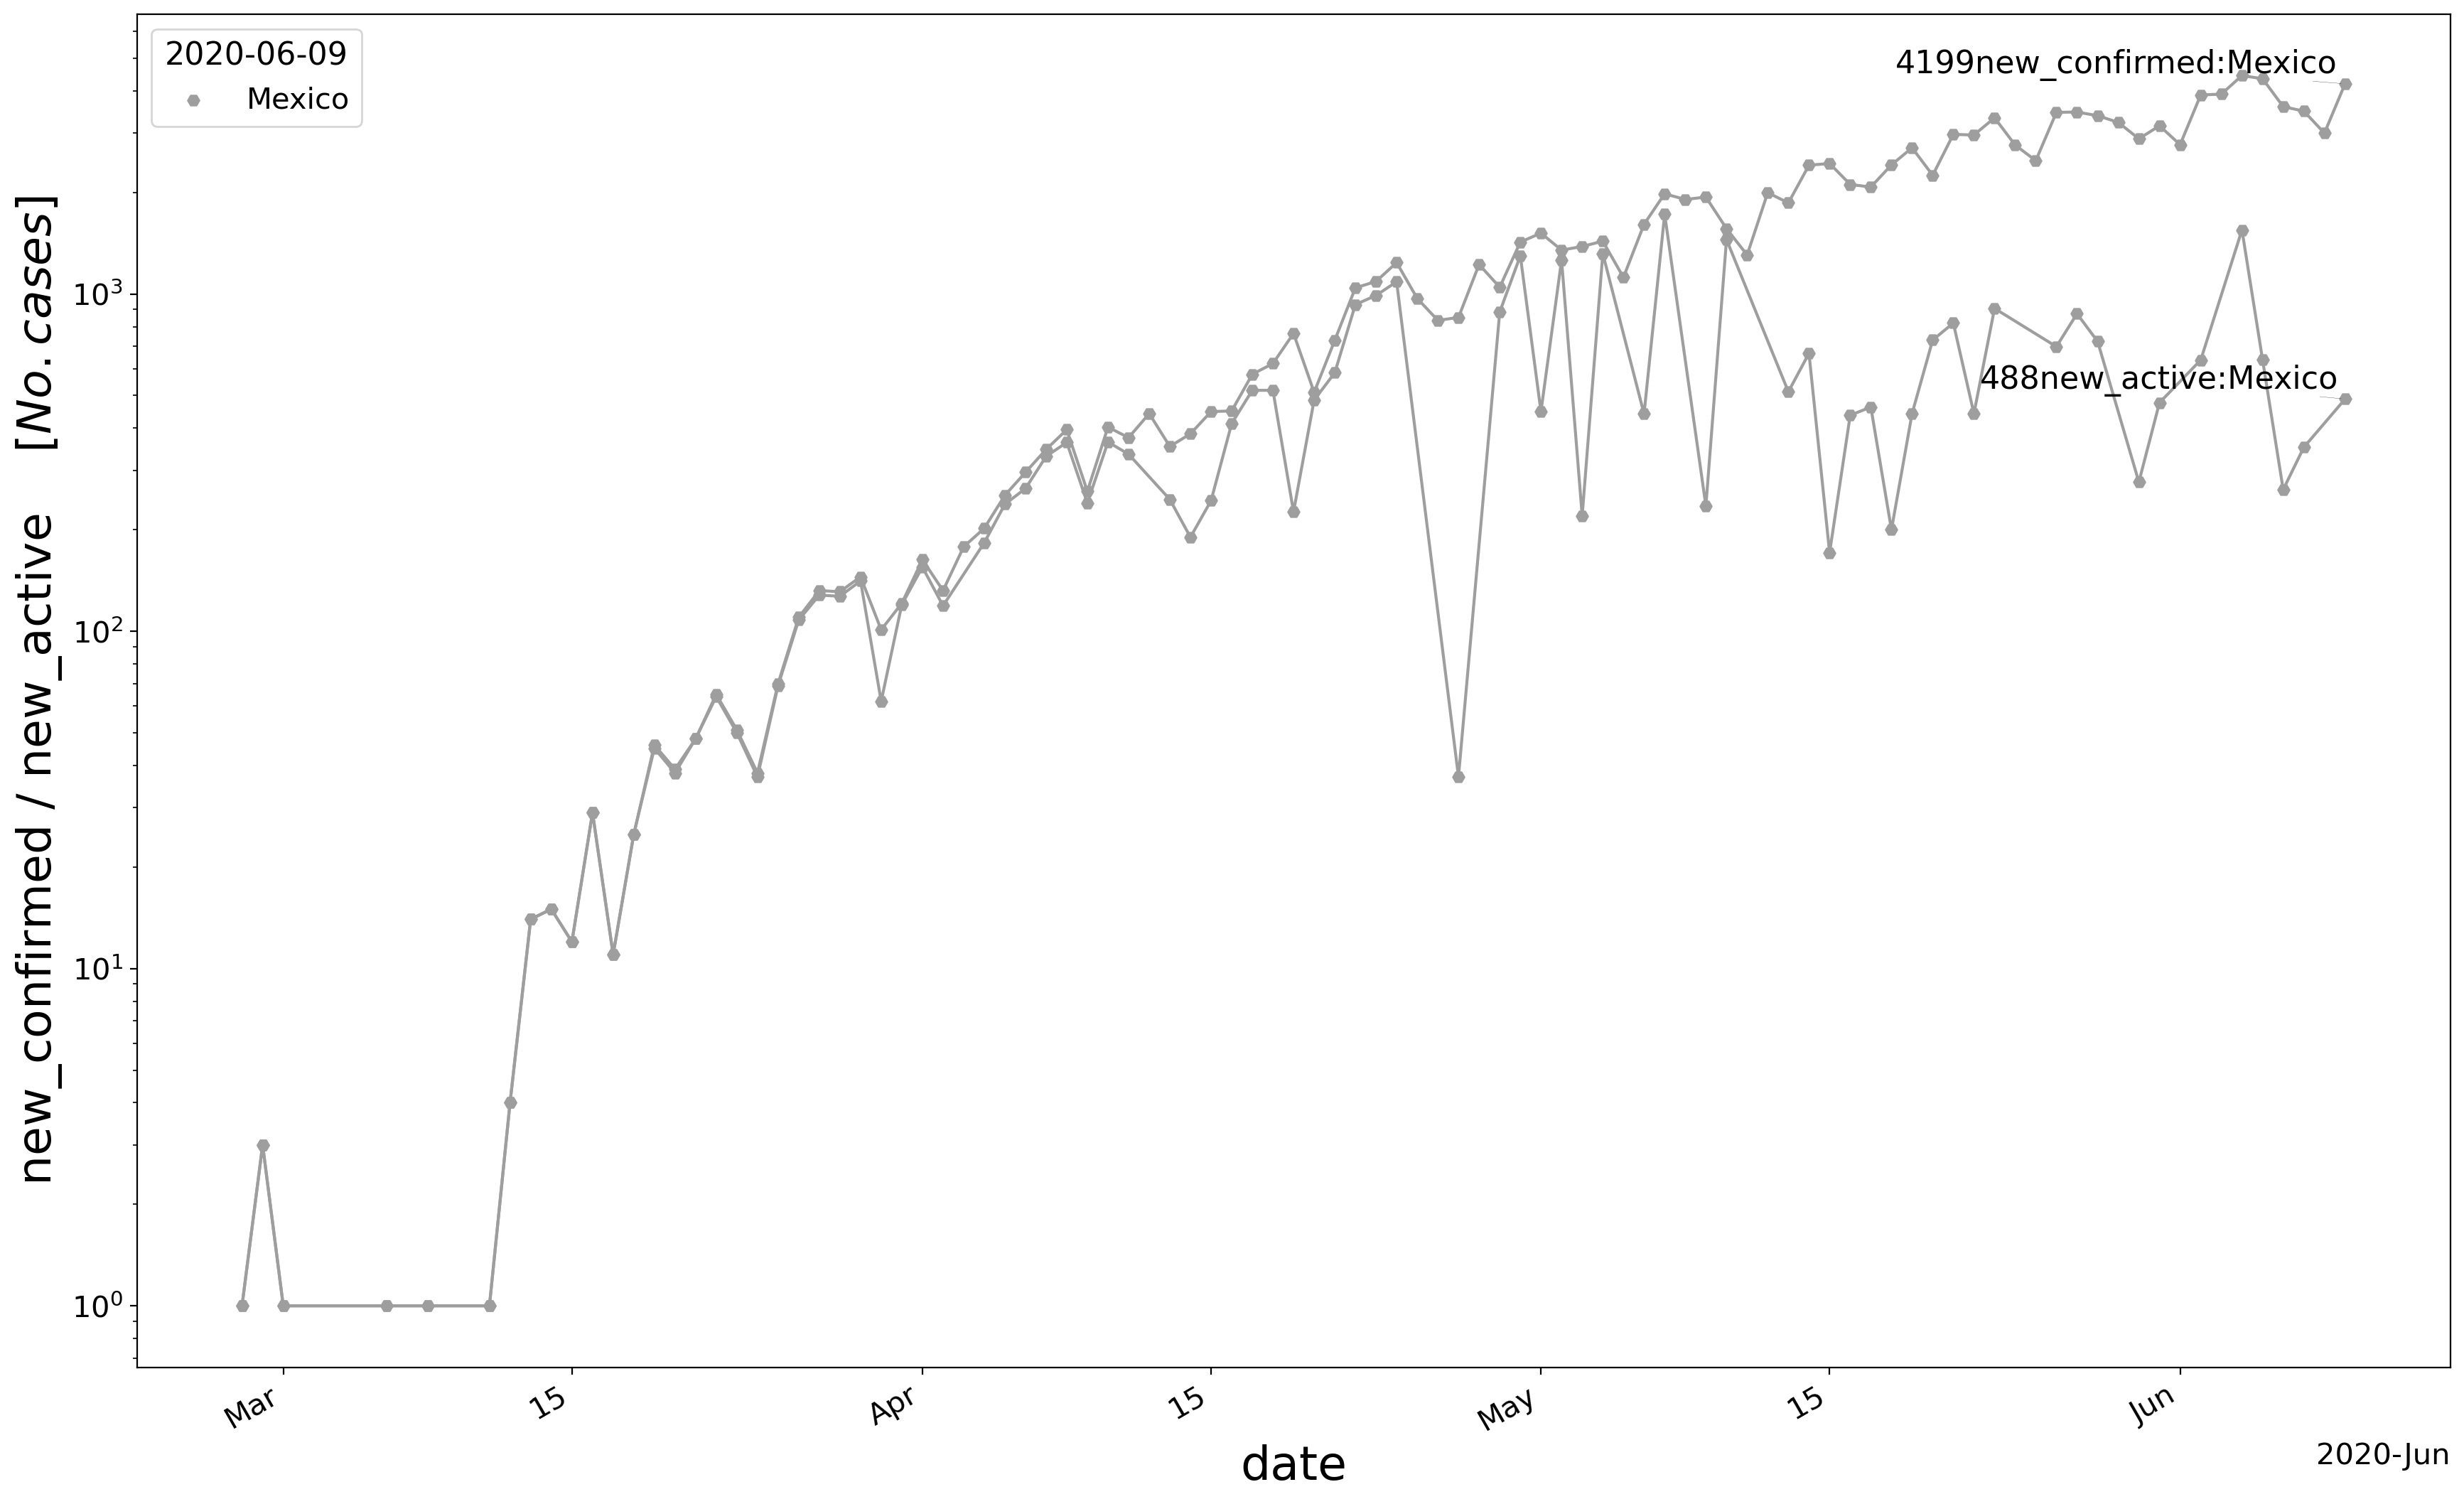 2020-06-09
Mexico
4199new_confirmed:Mexico
488new_active:Mexico
new_confirmed / new_active [No.cases]
10³
10²
10¹
10⁰
Mar 15 Apr 15 May 15 Jun
date
2020-Jun